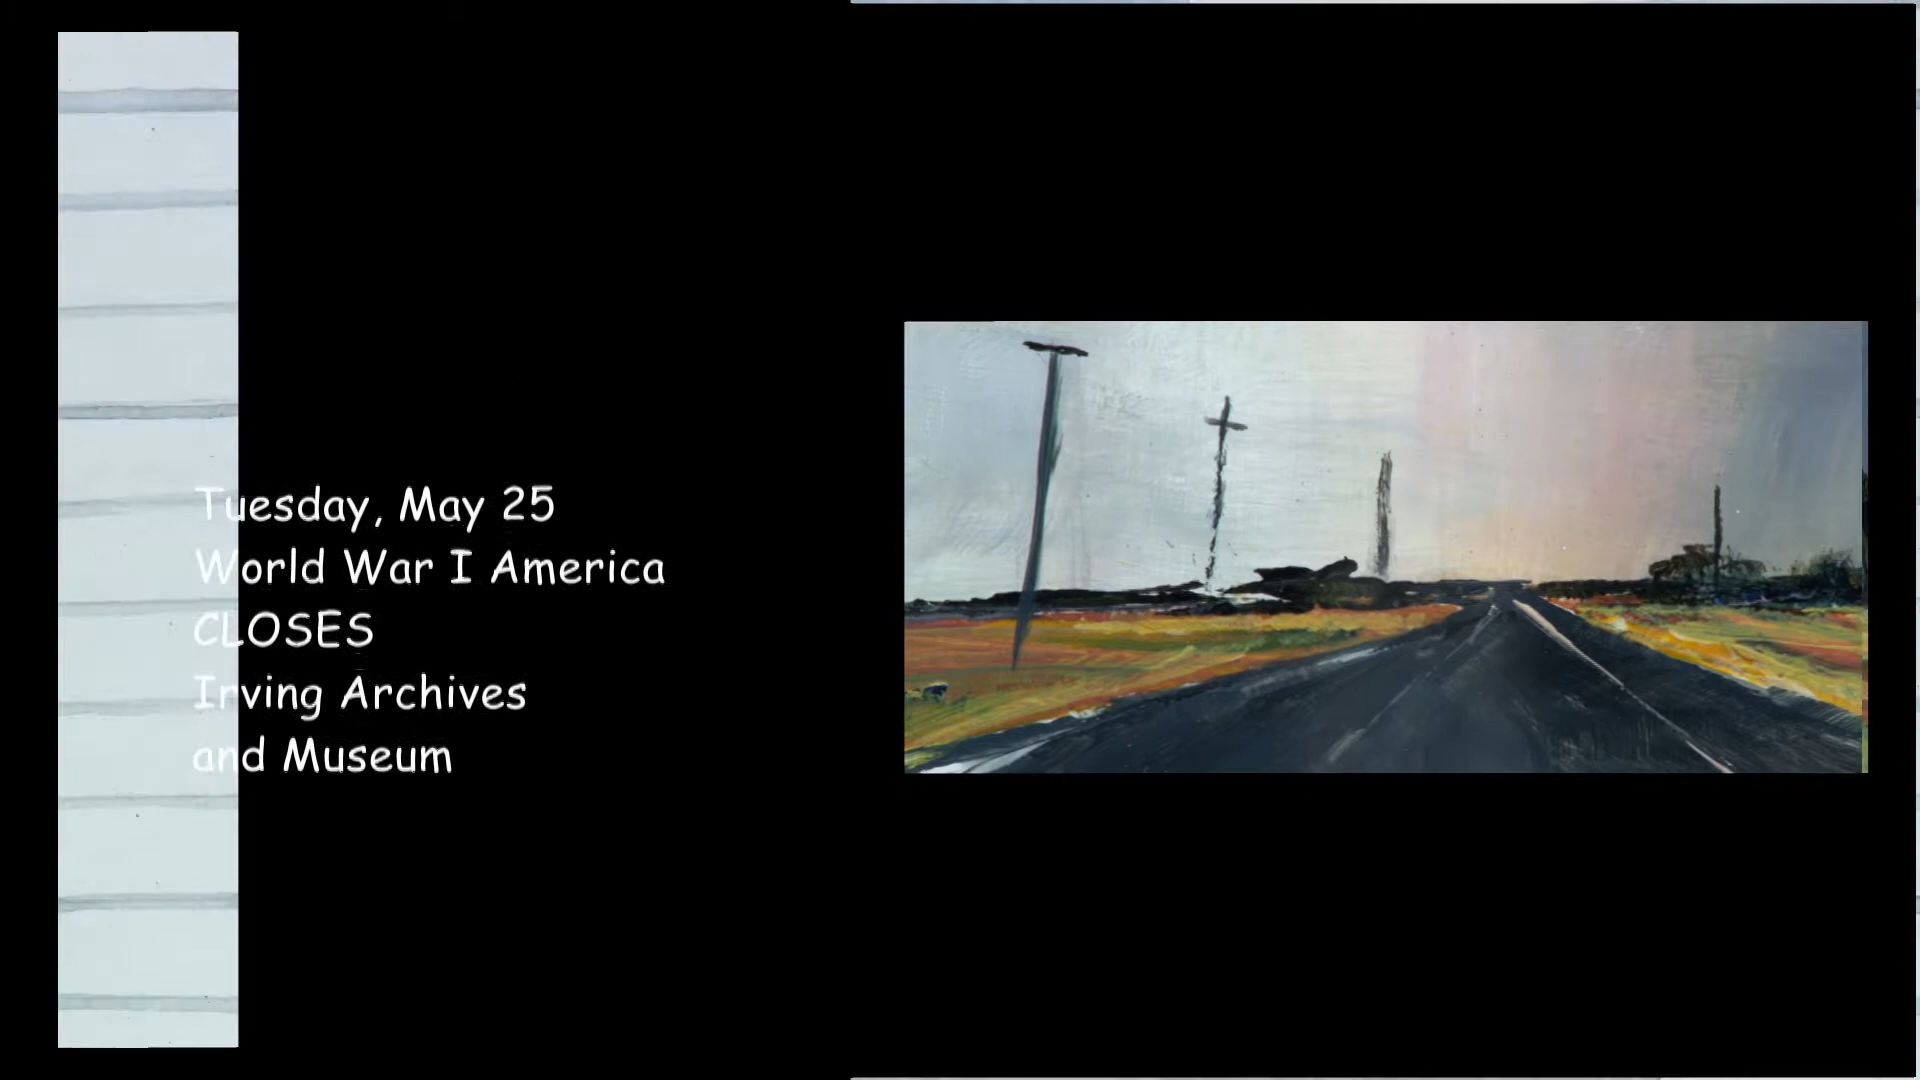 Tuesday, May 25
World War I America
CLOSES
Irving Archives
and Museum